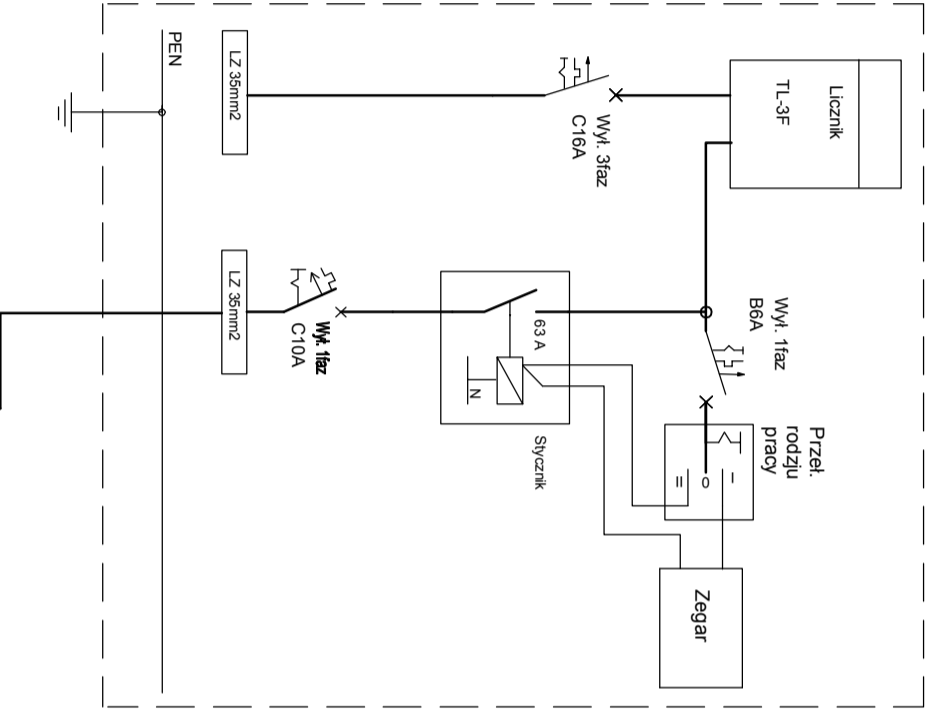 Licznik
TL-3F
Wył. 3faz
C16A
LZ 35mm2
PEN
Przeł.
rodzju
pracy
I
O
II
Wył. 1faz
B6A
Zegar
63 A
N
Stycznik
Wył. 1faz
C10A
LZ 35mm2